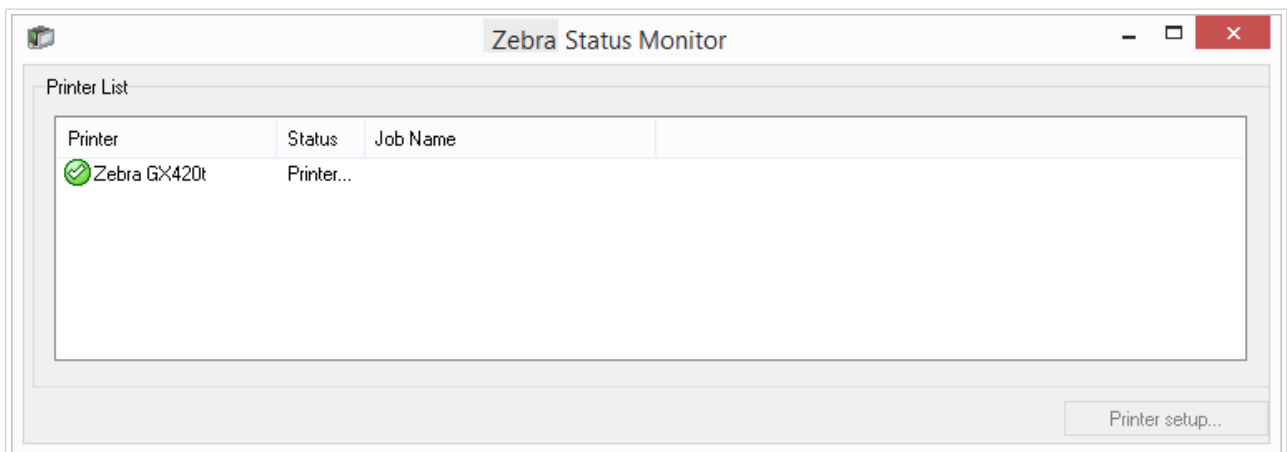 Zebra Status Monitor
Printer List
Printer Status Job Name
Zebra GX420t Printer...
Printer setup...